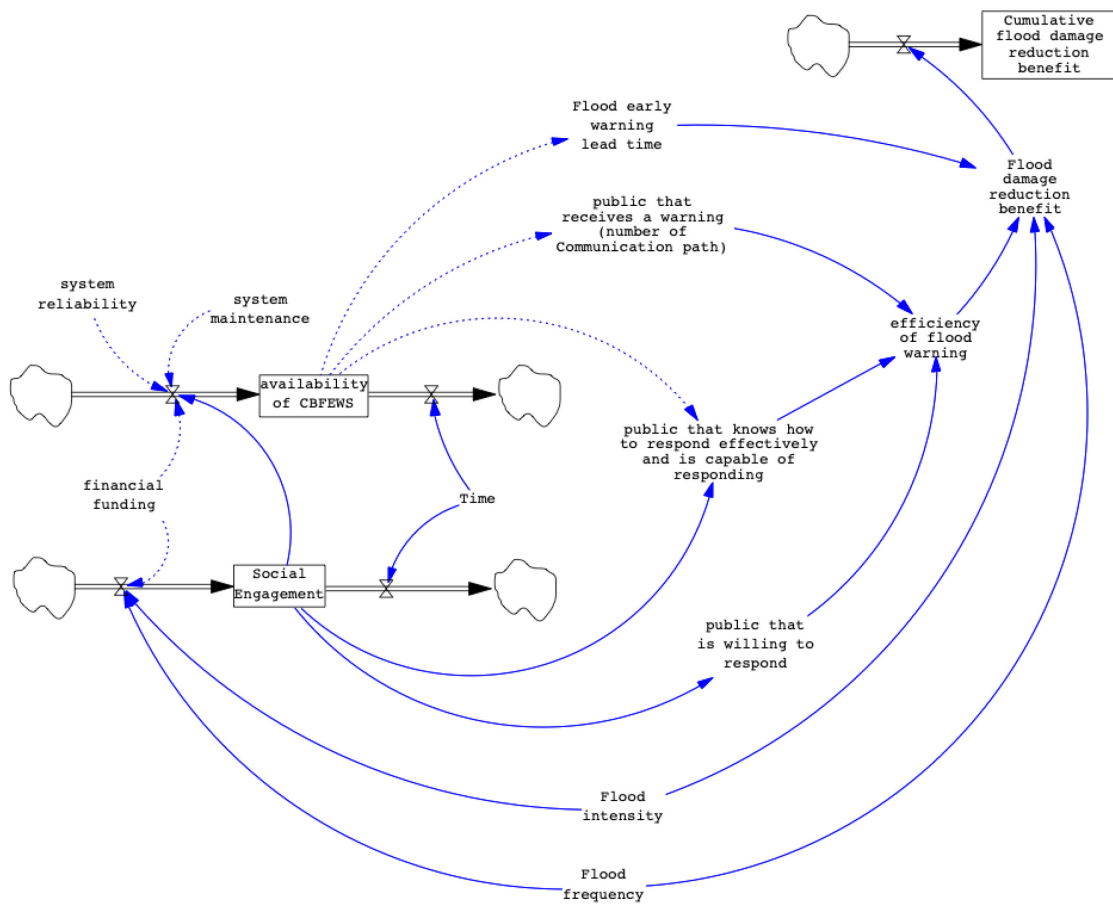 Cumulative
flood damage
reduction
benefit
Flood early
warning
lead time
Flood
damage
reduction
benefit
public that
receives a warning
(number of
Communication path)
system
reliability
system
maintenance
efficiency
of flood
warning
availability
of CBFEWS
public that knows how
to respond effectively
and is capable of
responding
financial
funding
Time
Social
Engagement
public that
is willing to
respond
Flood
intensity
Flood
frequency